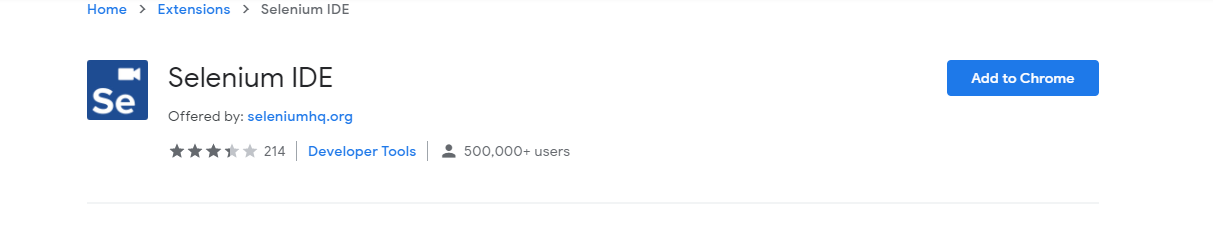 Home > Extensions > Selenium IDE
Se
Selenium IDE
Add to Chrome
Offered by: seleniumhq.org
214 | Developer Tools | 500,000+ users